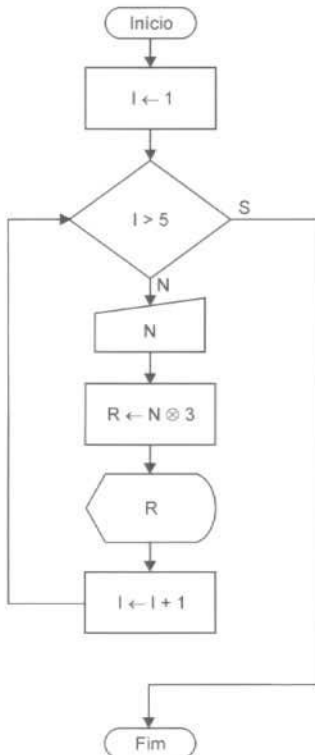 Início
I ← 1
I > 5
S
N
N
R ← N ⊗ 3
R
I ← I + 1
Fim